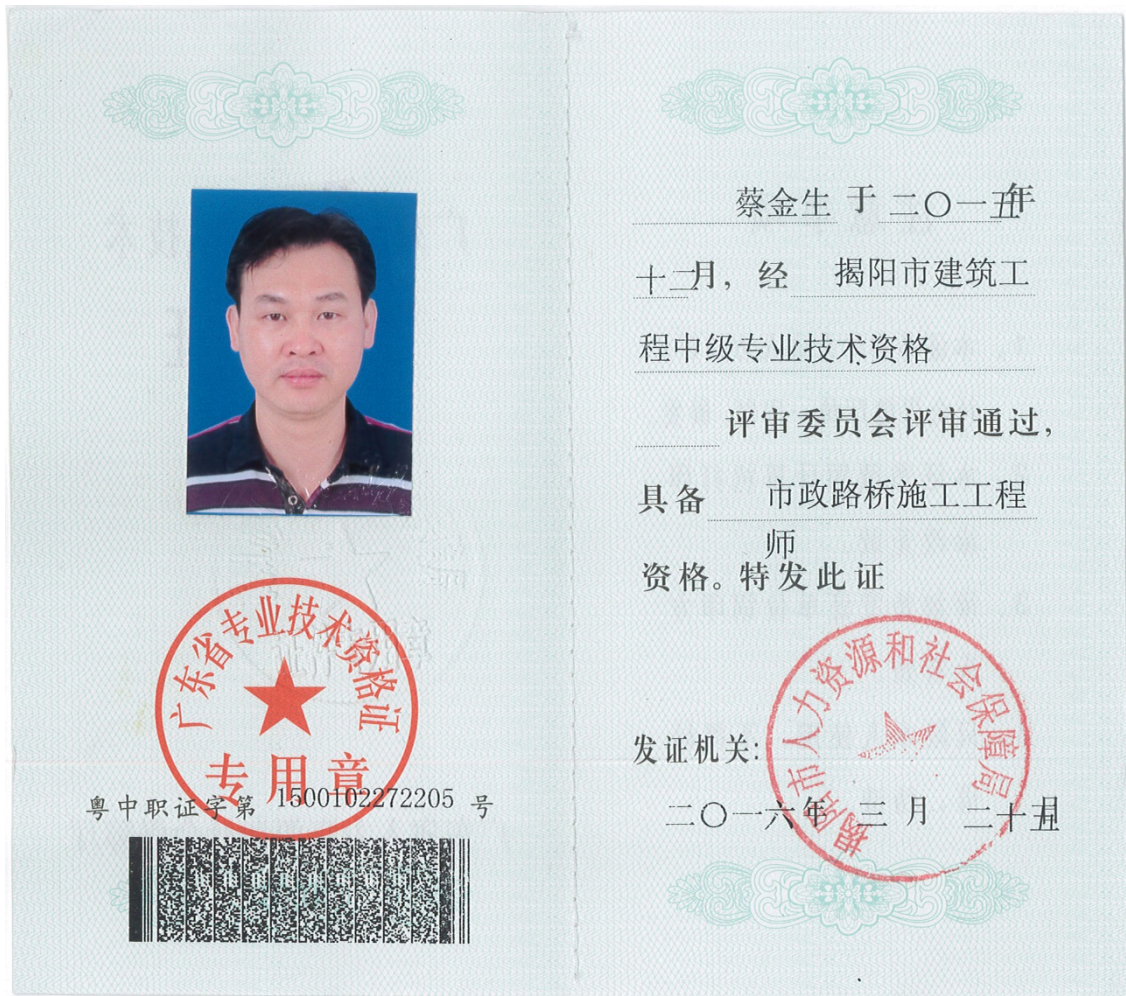 广东省专业技术资格证
专用章
粤中职证字第 1500102272205 号
蔡金生 于 二〇一五年
十二月，经 揭阳市建筑工
程中级专业技术资格
评审委员会评审通过，
具备 市政路桥施工工程
师
资格。特发此证
揭阳市人力资源和社会保障局
发证机关：
二〇一六年 三月 二十五日